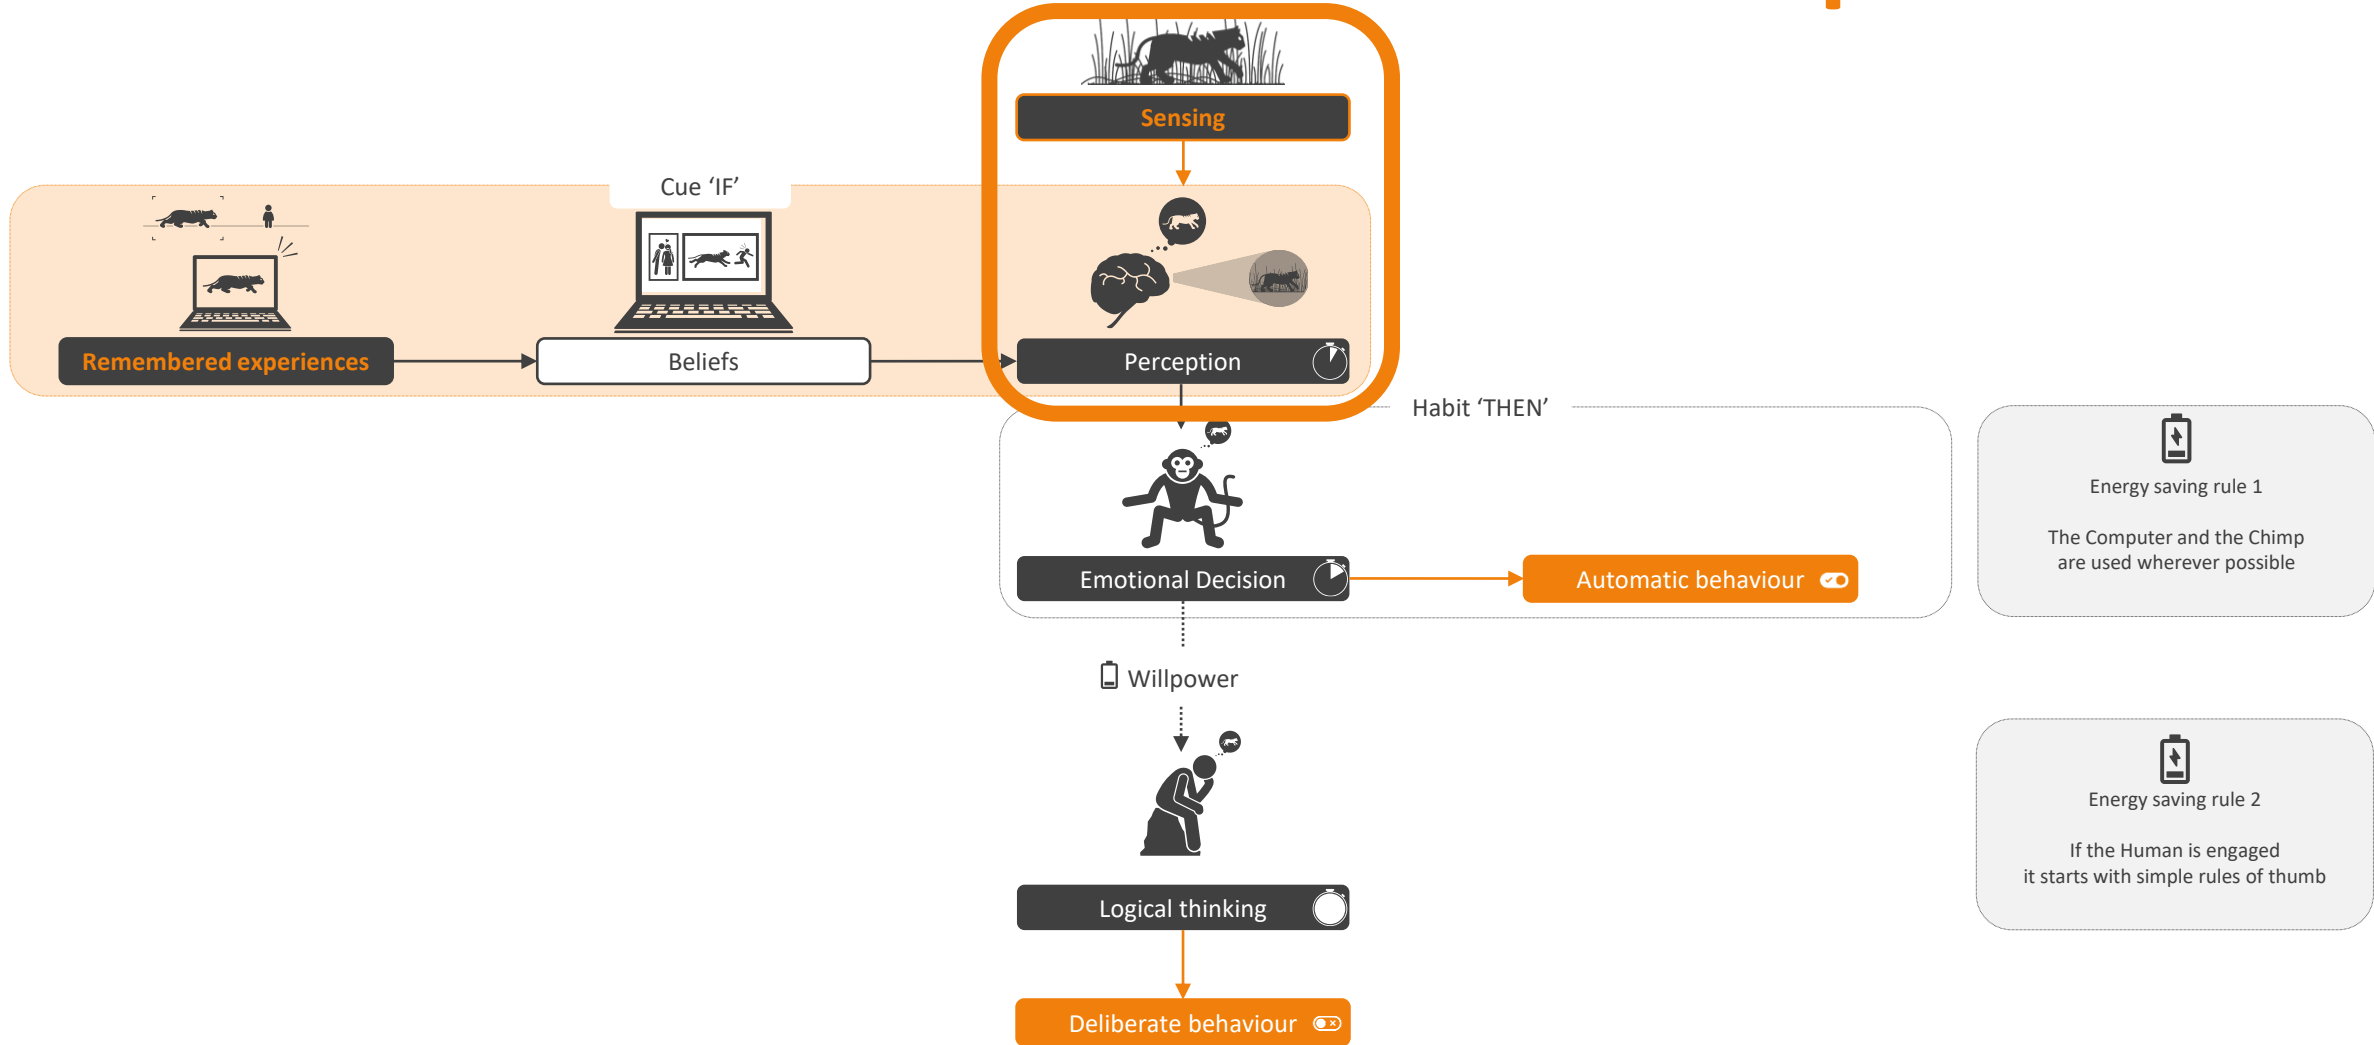 Sensing
Cue ‘IF’
Remembered experiences
Beliefs
Perception
Habit ‘THEN’
Energy saving rule 1
The Computer and the Chimp
are used wherever possible
Emotional Decision
Automatic behaviour
Willpower
Energy saving rule 2
If the Human is engaged
it starts with simple rules of thumb
Logical thinking
Deliberate behaviour